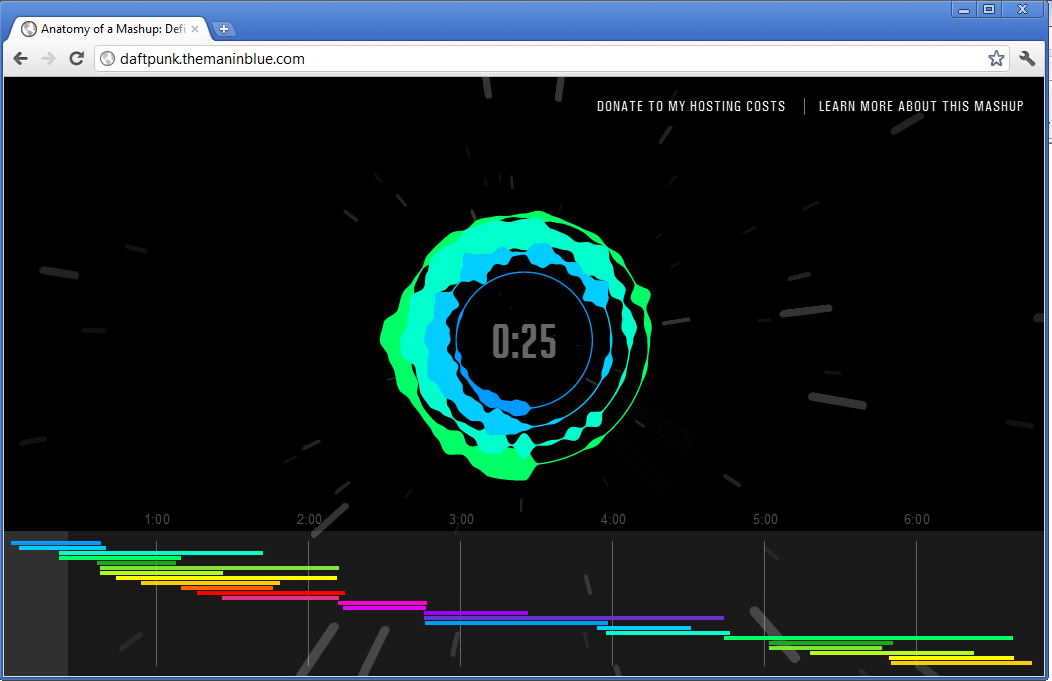 Anatomy of a Mashup: Defi
daftpunk.themaninblue.com
DONATE TO MY HOSTING COSTS
LEARN MORE ABOUT THIS MASHUP
0:25
1:00 2:00 3:00 4:00 5:00 6:00